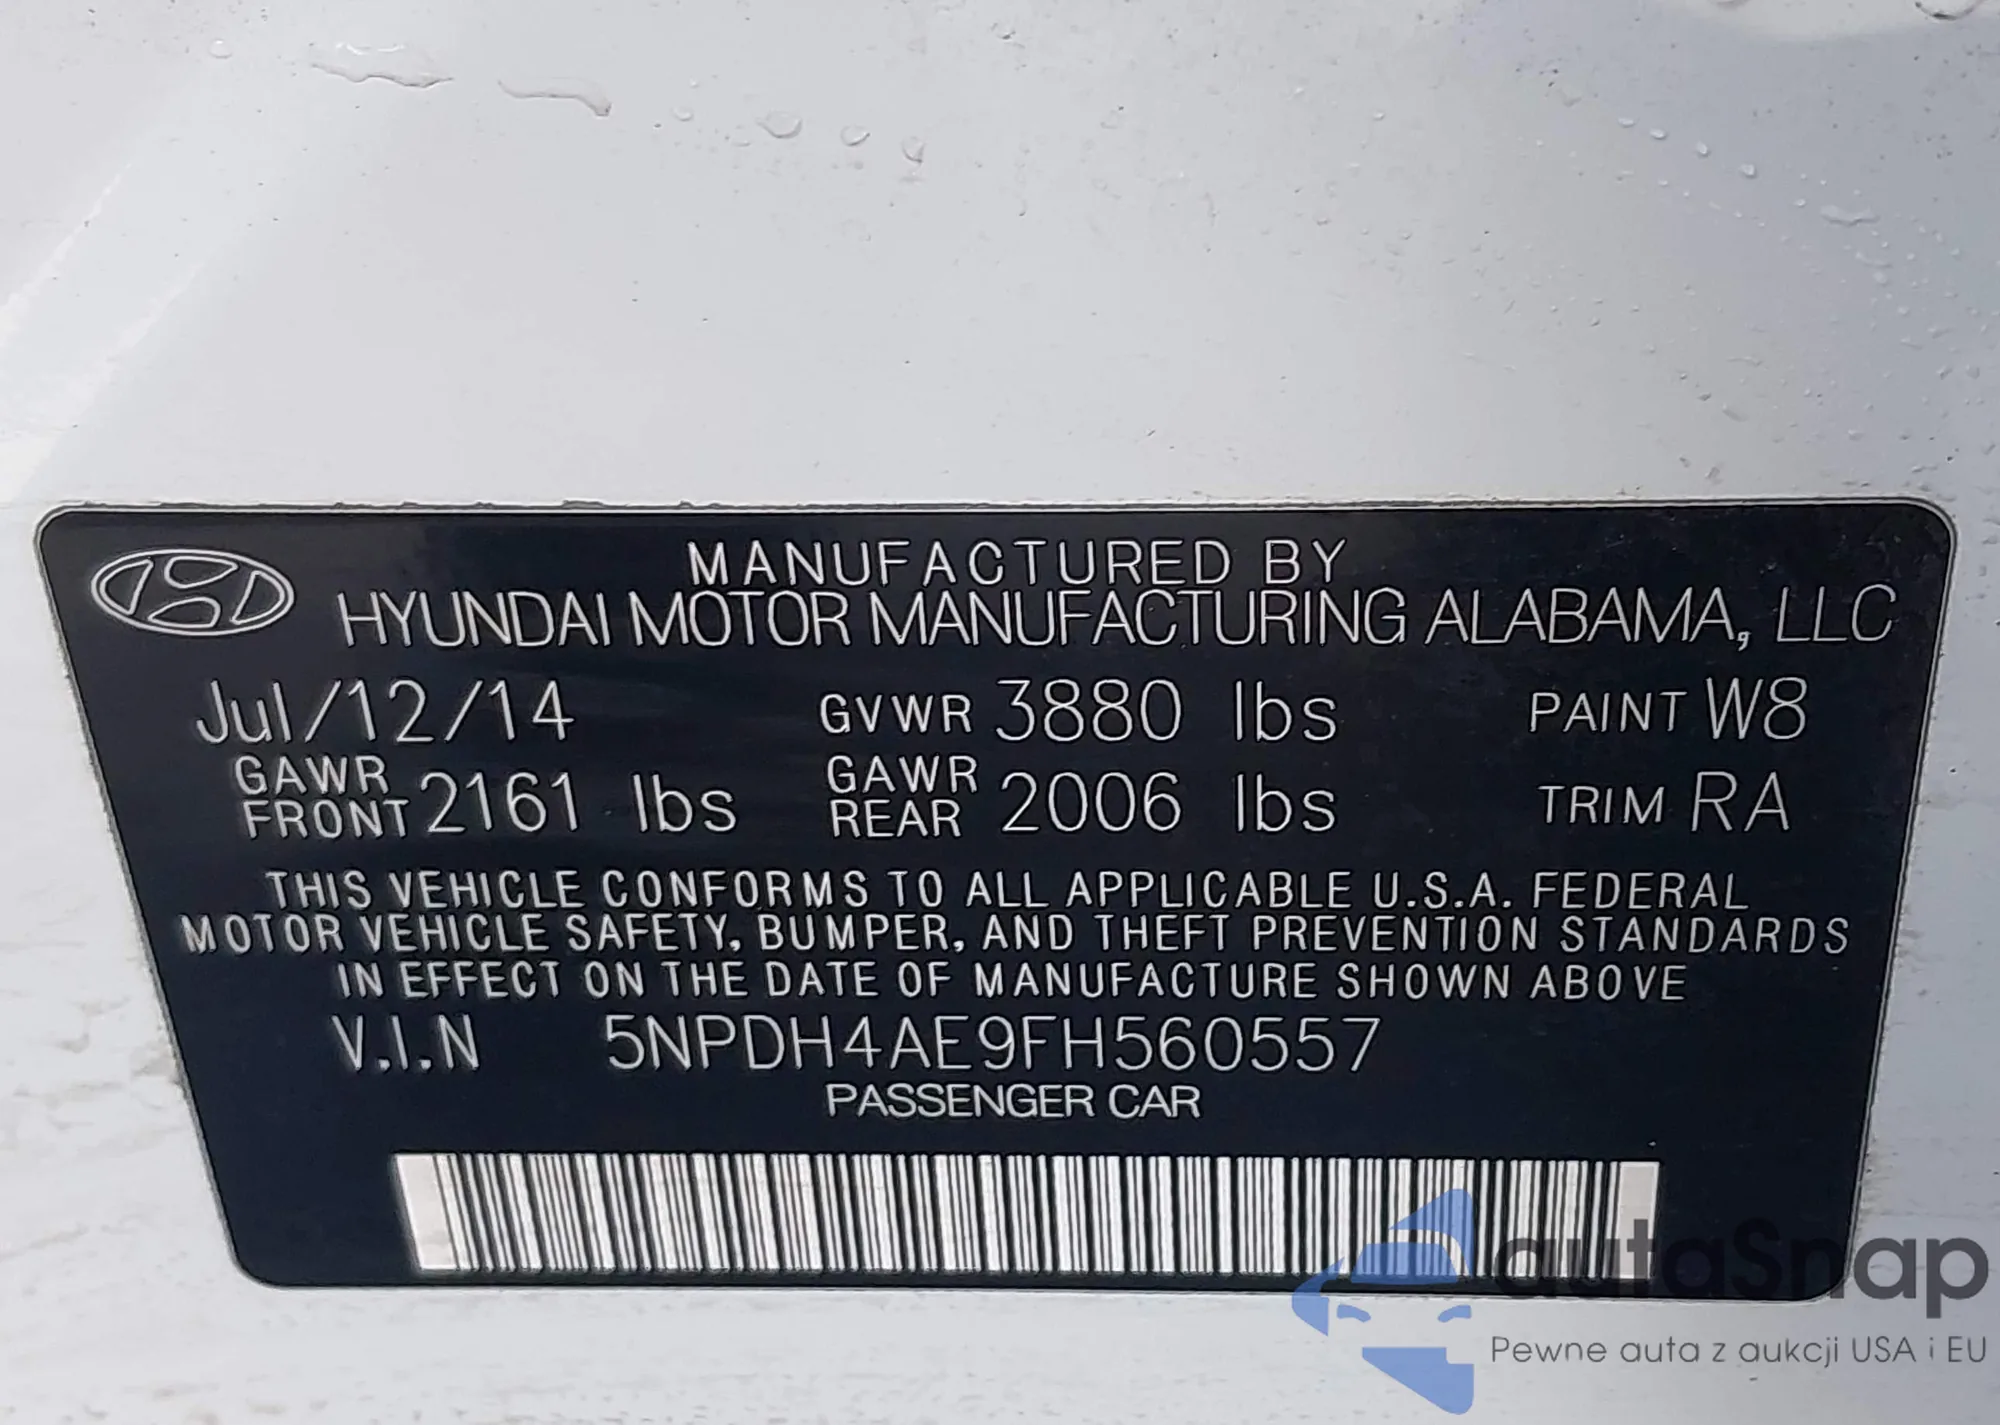 MANUFACTURED BY
HYUNDAI MOTOR MANUFACTURING ALABAMA, LLC
Jul/12/14 GVWR 3880 lbs PAINT W8
GAWR FRONT 2161 lbs GAWR REAR 2006 lbs TRIM RA
THIS VEHICLE CONFORMS TO ALL APPLICABLE U.S.A. FEDERAL
MOTOR VEHICLE SAFETY, BUMPER, AND THEFT PREVENTION STANDARDS
IN EFFECT ON THE DATE OF MANUFACTURE SHOWN ABOVE
V.I.N 5NPDH4AE9FH560557
PASSENGER CAR
autaSnap
Pewne auta z aukcji USA i EU